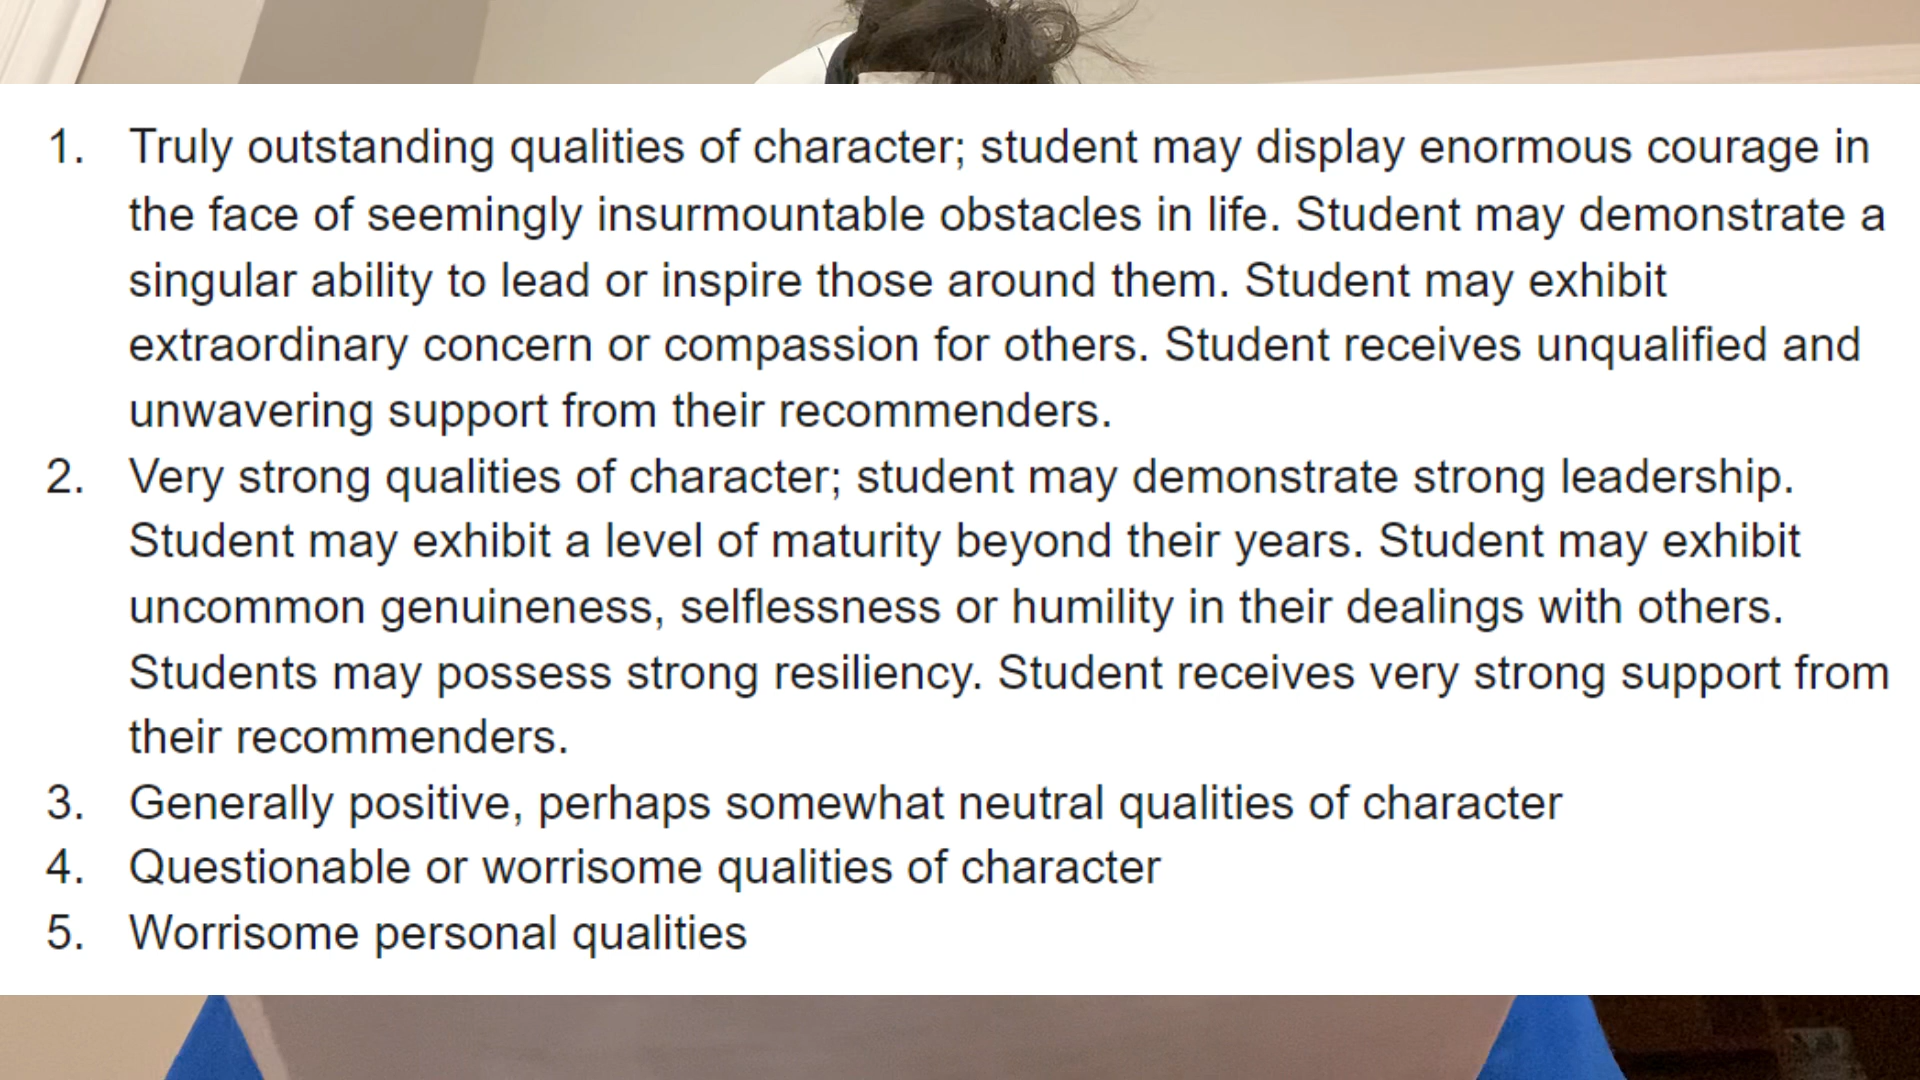 1. Truly outstanding qualities of character; student may display enormous courage in
the face of seemingly insurmountable obstacles in life. Student may demonstrate a
singular ability to lead or inspire those around them. Student may exhibit
extraordinary concern or compassion for others. Student receives unqualified and
unwavering support from their recommenders.
2. Very strong qualities of character; student may demonstrate strong leadership.
Student may exhibit a level of maturity beyond their years. Student may exhibit
uncommon genuineness, selflessness or humility in their dealings with others.
Students may possess strong resiliency. Student receives very strong support from
their recommenders.
3. Generally positive, perhaps somewhat neutral qualities of character
4. Questionable or worrisome qualities of character
5. Worrisome personal qualities